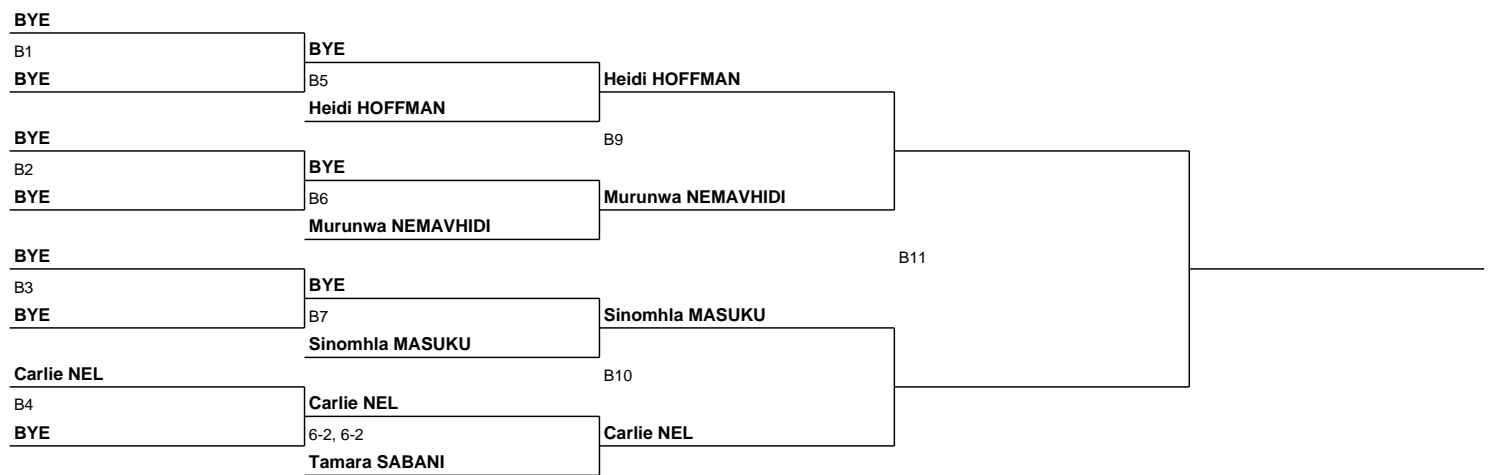 BYE
B1
BYE
BYE
B5
Heidi HOFFMAN
Heidi HOFFMAN
B9
BYE
B2
BYE
BYE
B6
Murunwa NEMAVHIDI
Murunwa NEMAVHIDI
B11
BYE
B3
BYE
BYE
B7
Sinomhla MASUKU
Sinomhla MASUKU
B10
Carlie NEL
B4
BYE
Carlie NEL
6-2, 6-2
Tamara SABANI
Carlie NEL